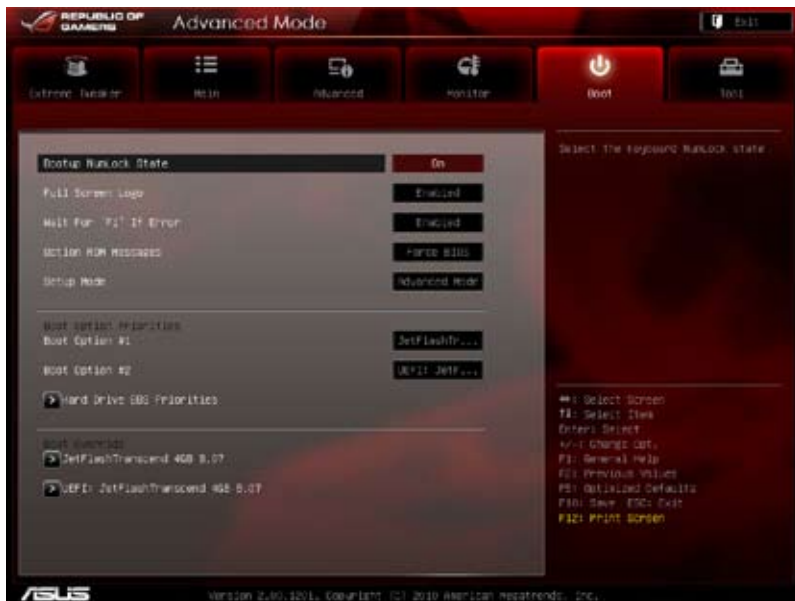 REPUBLIC OF GAMERS
Advanced Mode
Exit
Extreme Tweaker
Main
Advanced
Monitor
Boot
Tool
Bootup NumLock State
On
Select the Keyboard NumLock state
Full Screen Logo
Enabled
Wait For 'F1' If Error
Enabled
Option ROM Messages
Force BIOS
Setup Mode
Advanced Mode
Boot Option Priorities
Boot Option #1
JetFlashTr...
Boot Option #2
UEFI: JetF...
Hard Drive BBS Priorities
Boot Override
JetFlashTranscend 4GB 8.07
UEFI: JetFlashTranscend 4GB 8.07
→←: Select Screen
↑↓: Select Item
Enter: Select
+/-: Change Opt.
F1: General Help
F2: Previous Values
F5: Optimized Defaults
F10: Save ESC: Exit
F12: Print Screen
ASUS
Version 2.00.1201. Copyright (C) 2010 American Megatrends, Inc.